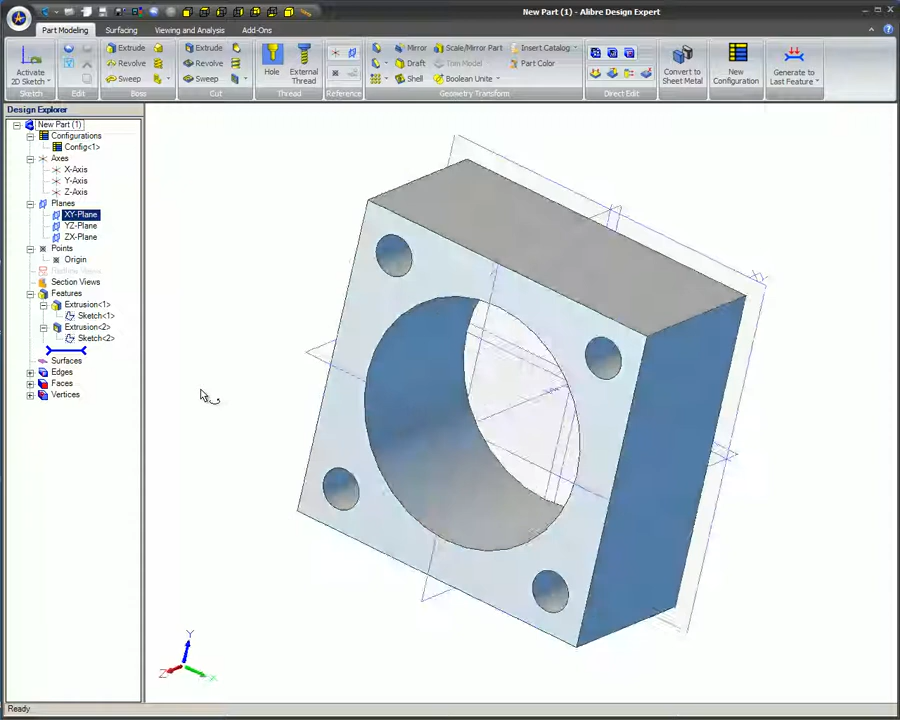 New Part (1) - Alibre Design Expert
Part Modeling Surfacing Viewing and Analysis Add-Ons
Activate
2D Sketch
Sketch
Edit
Extrude
Revolve
Sweep
Boss
Extrude
Revolve
Sweep
Cut
Hole
External
Thread
Thread
Reference
Mirror
Draft
Shell
Scale/Mirror Part
Trim Model
Boolean Unite
Insert Catalog
Part Color
Geometry Transform
Direct Edit
Convert to
Sheet Metal
New
Configuration
Generate to
Last Feature
Design Explorer
New Part (1)
Configurations
Config<1>
Axes
X-Axis
Y-Axis
Z-Axis
Planes
XY-Plane
YZ-Plane
ZX-Plane
Points
Origin
Redline Views
Section Views
Features
Extrusion<1>
Sketch<1>
Extrusion<2>
Sketch<2>
Surfaces
Edges
Faces
Vertices
Y
Z
X
Ready